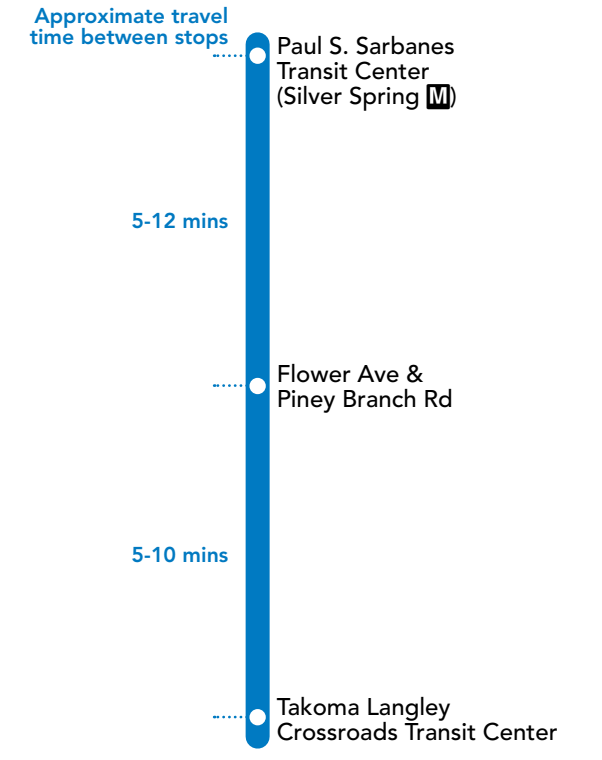 Approximate travel
time between stops
Paul S. Sarbanes
Transit Center
(Silver Spring M)
5-12 mins
Flower Ave &
Piney Branch Rd
5-10 mins
Takoma Langley
Crossroads Transit Center